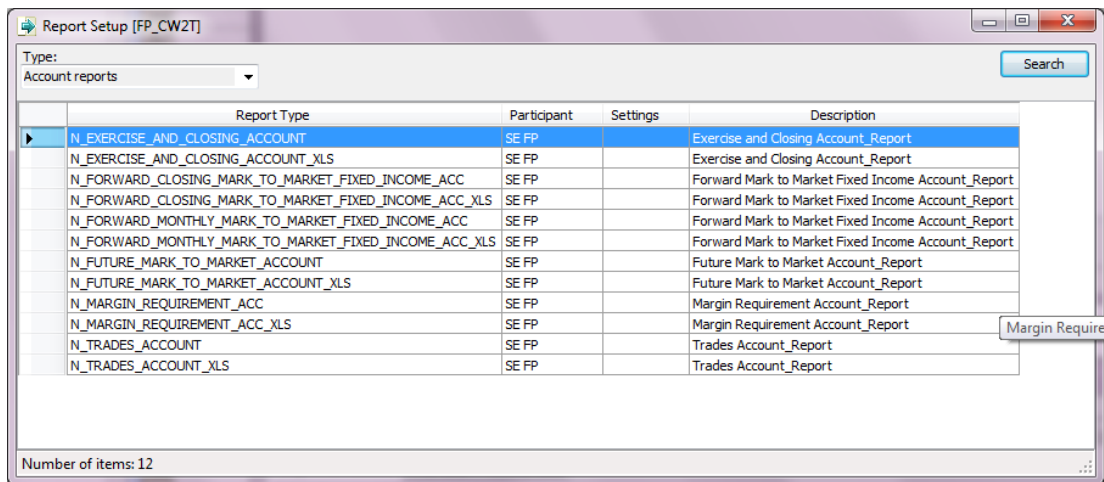 Report Setup [FP_CW2T]
Type:
Account reports
Search
Report Type Participant Settings Description
N_EXERCISE_AND_CLOSING_ACCOUNT SE FP Exercise and Closing Account_Report
N_EXERCISE_AND_CLOSING_ACCOUNT_XLS SE FP Exercise and Closing Account_Report
N_FORWARD_CLOSING_MARK_TO_MARKET_FIXED_INCOME_ACC SE FP Forward Mark to Market Fixed Income Account_Report
N_FORWARD_CLOSING_MARK_TO_MARKET_FIXED_INCOME_ACC_XLS SE FP Forward Mark to Market Fixed Income Account_Report
N_FORWARD_MONTHLY_MARK_TO_MARKET_FIXED_INCOME_ACC SE FP Forward Mark to Market Fixed Income Account_Report
N_FORWARD_MONTHLY_MARK_TO_MARKET_FIXED_INCOME_ACC_XLS SE FP Forward Mark to Market Fixed Income Account_Report
N_FUTURE_MARK_TO_MARKET_ACCOUNT SE FP Future Mark to Market Account_Report
N_FUTURE_MARK_TO_MARKET_ACCOUNT_XLS SE FP Future Mark to Market Account_Report
N_MARGIN_REQUIREMENT_ACC SE FP Margin Requirement Account_Report
N_MARGIN_REQUIREMENT_ACC_XLS SE FP Margin Requirement Account_Report
Margin Require
N_TRADES_ACCOUNT SE FP Trades Account_Report
N_TRADES_ACCOUNT_XLS SE FP Trades Account_Report
Number of items: 12